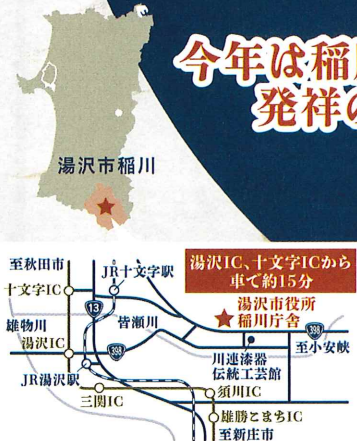 今年は稲
発祥の
湯沢市稲川
湯沢IC、十文字ICから
車で約15分
至秋田市
JR十文字駅
十文字IC
13
湯沢市役所
稲川庁舎
398
至小安峡
雄物川
皆瀬川
湯沢IC
398
川連漆器
伝統工芸館
JR湯沢駅
三関IC
須川IC
雄勝こまちIC
至新庄市